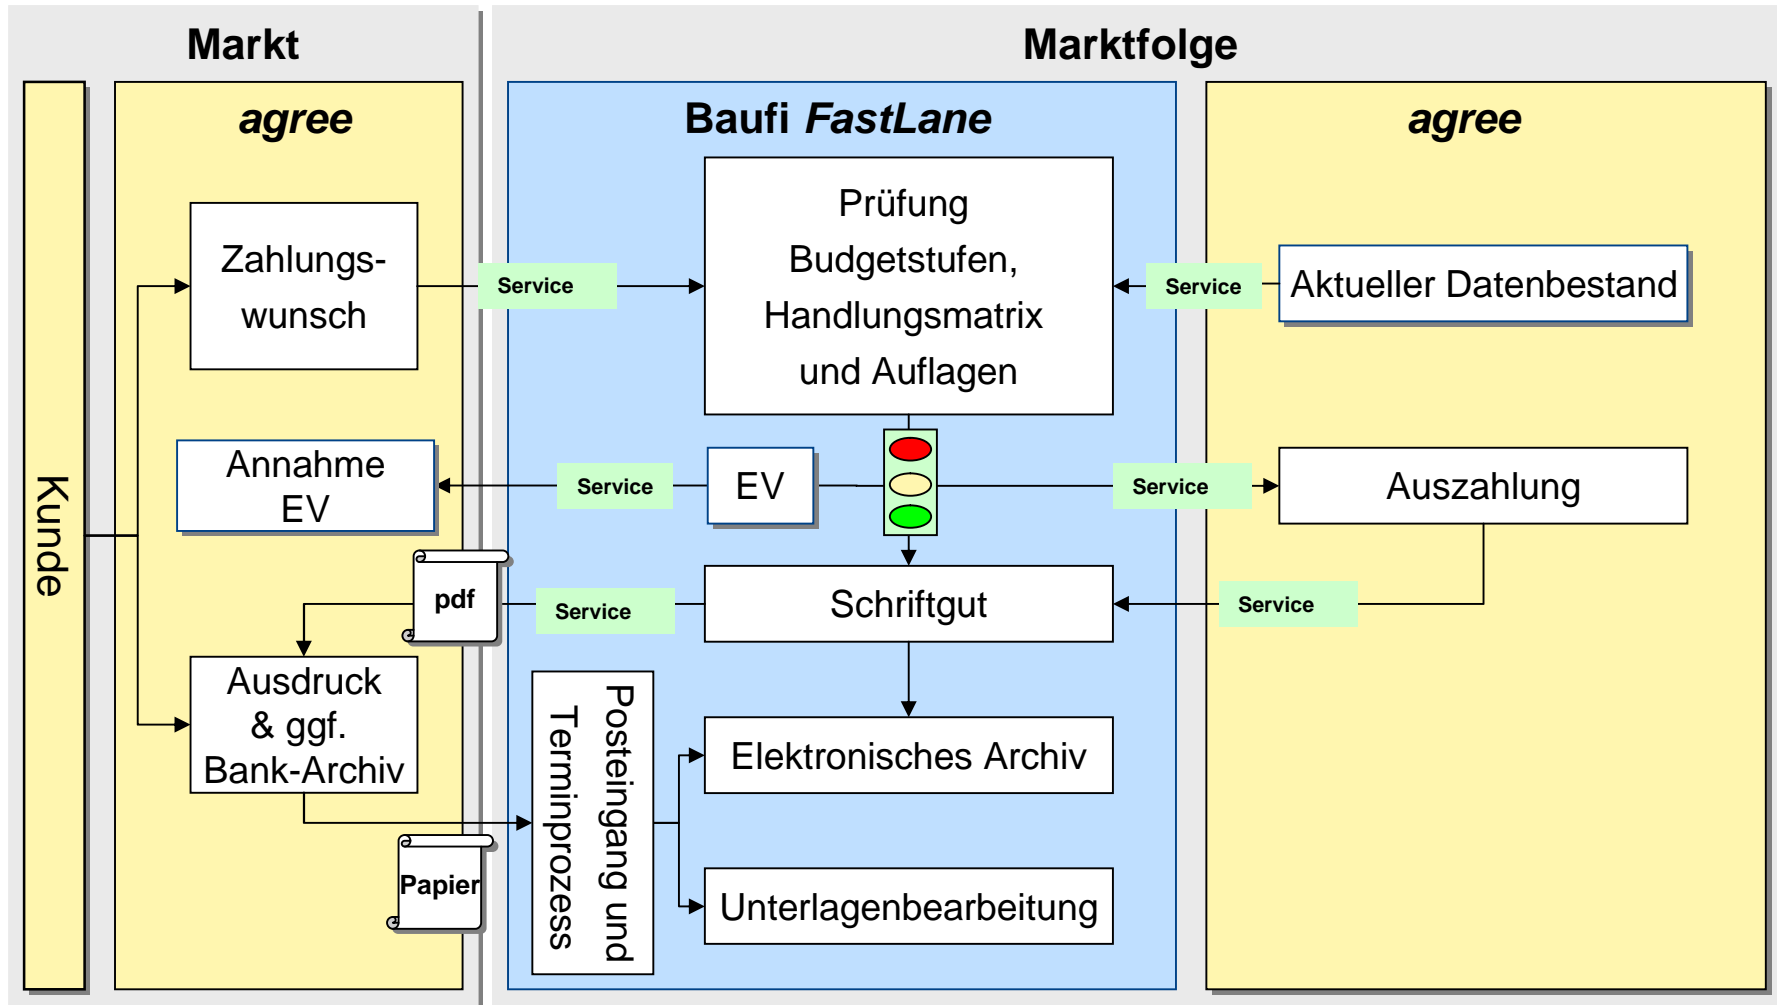 Markt
Marktfolge
Kunde
agree
Baufi FastLane
agree
Zahlungs-
wunsch
Service
Prüfung
Budgetstufen,
Handlungsmatrix
und Auflagen
Service
Aktueller Datenbestand
Annahme
EV
Service
EV
Service
Auszahlung
pdf
Service
Schriftgut
Service
Ausdruck
& ggf.
Bank-Archiv
Papier
Posteingang und
Terminprozess
Elektronisches Archiv
Unterlagenbearbeitung